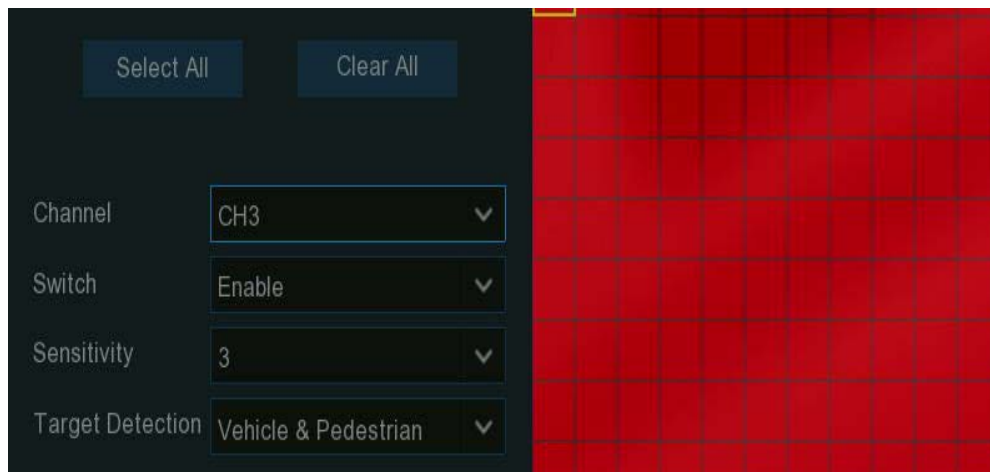 Select All Clear All
Channel CH3
Switch Enable
Sensitivity 3
Target Detection Vehicle & Pedestrian